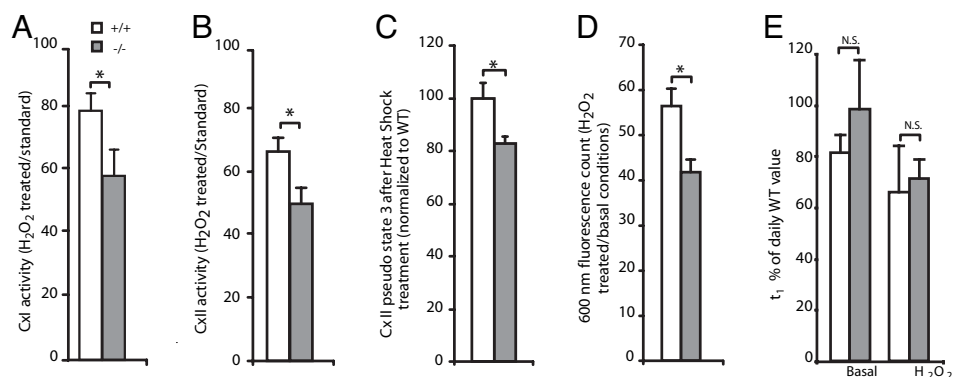 A
+/+
-/-
100
80
60
40
20
0
*
CxI activity (H2O2 treated/standard)
B
100
80
60
40
60
0
*
CxII activity (H2O2 treated/Standard)
C
120
100
80
60
40
20
0
*
Cx II pseudo state 3 after Heat Shock
treatment (normalized to WT)
D
70
60
50
40
30
20
10
0
*
600 nm fluorescence count (H2O2
treated/basal conditions)
E
N.S.
N.S.
120
100
80
60
40
20
0
t1 % of daily WT value
Basal
H2O2